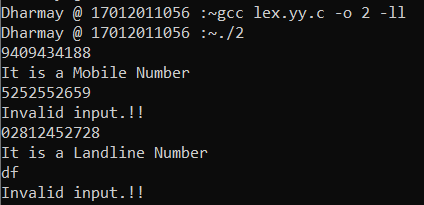 Dharmay @ 17012011056 :~gcc lex.yy.c -o 2 -ll
Dharmay @ 17012011056 :~./2
9409434188
It is a Mobile Number
5252552659
Invalid input.!!
02812452728
It is a Landline Number
df
Invalid input.!!